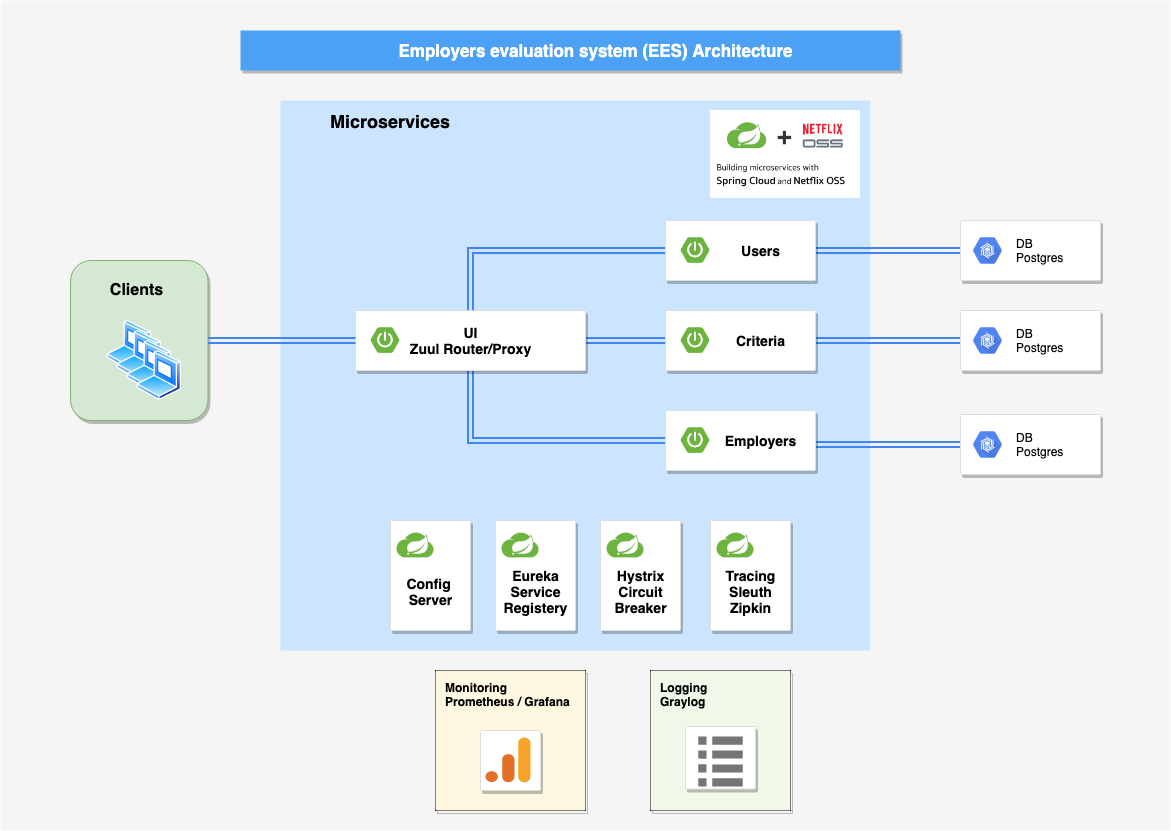 Employers evaluation system (EES) Architecture
Microservices
NETFLIX
OSS
Building microservices with
Spring Cloud and Netflix OSS
Clients
UI
Zuul Router/Proxy
Users
Criteria
Employers
DB
Postgres
DB
Postgres
DB
Postgres
Config
Server
Eureka
Service
Registery
Hystrix
Circuit
Breaker
Tracing
Sleuth
Zipkin
Monitoring
Prometheus / Grafana
Logging
Graylog